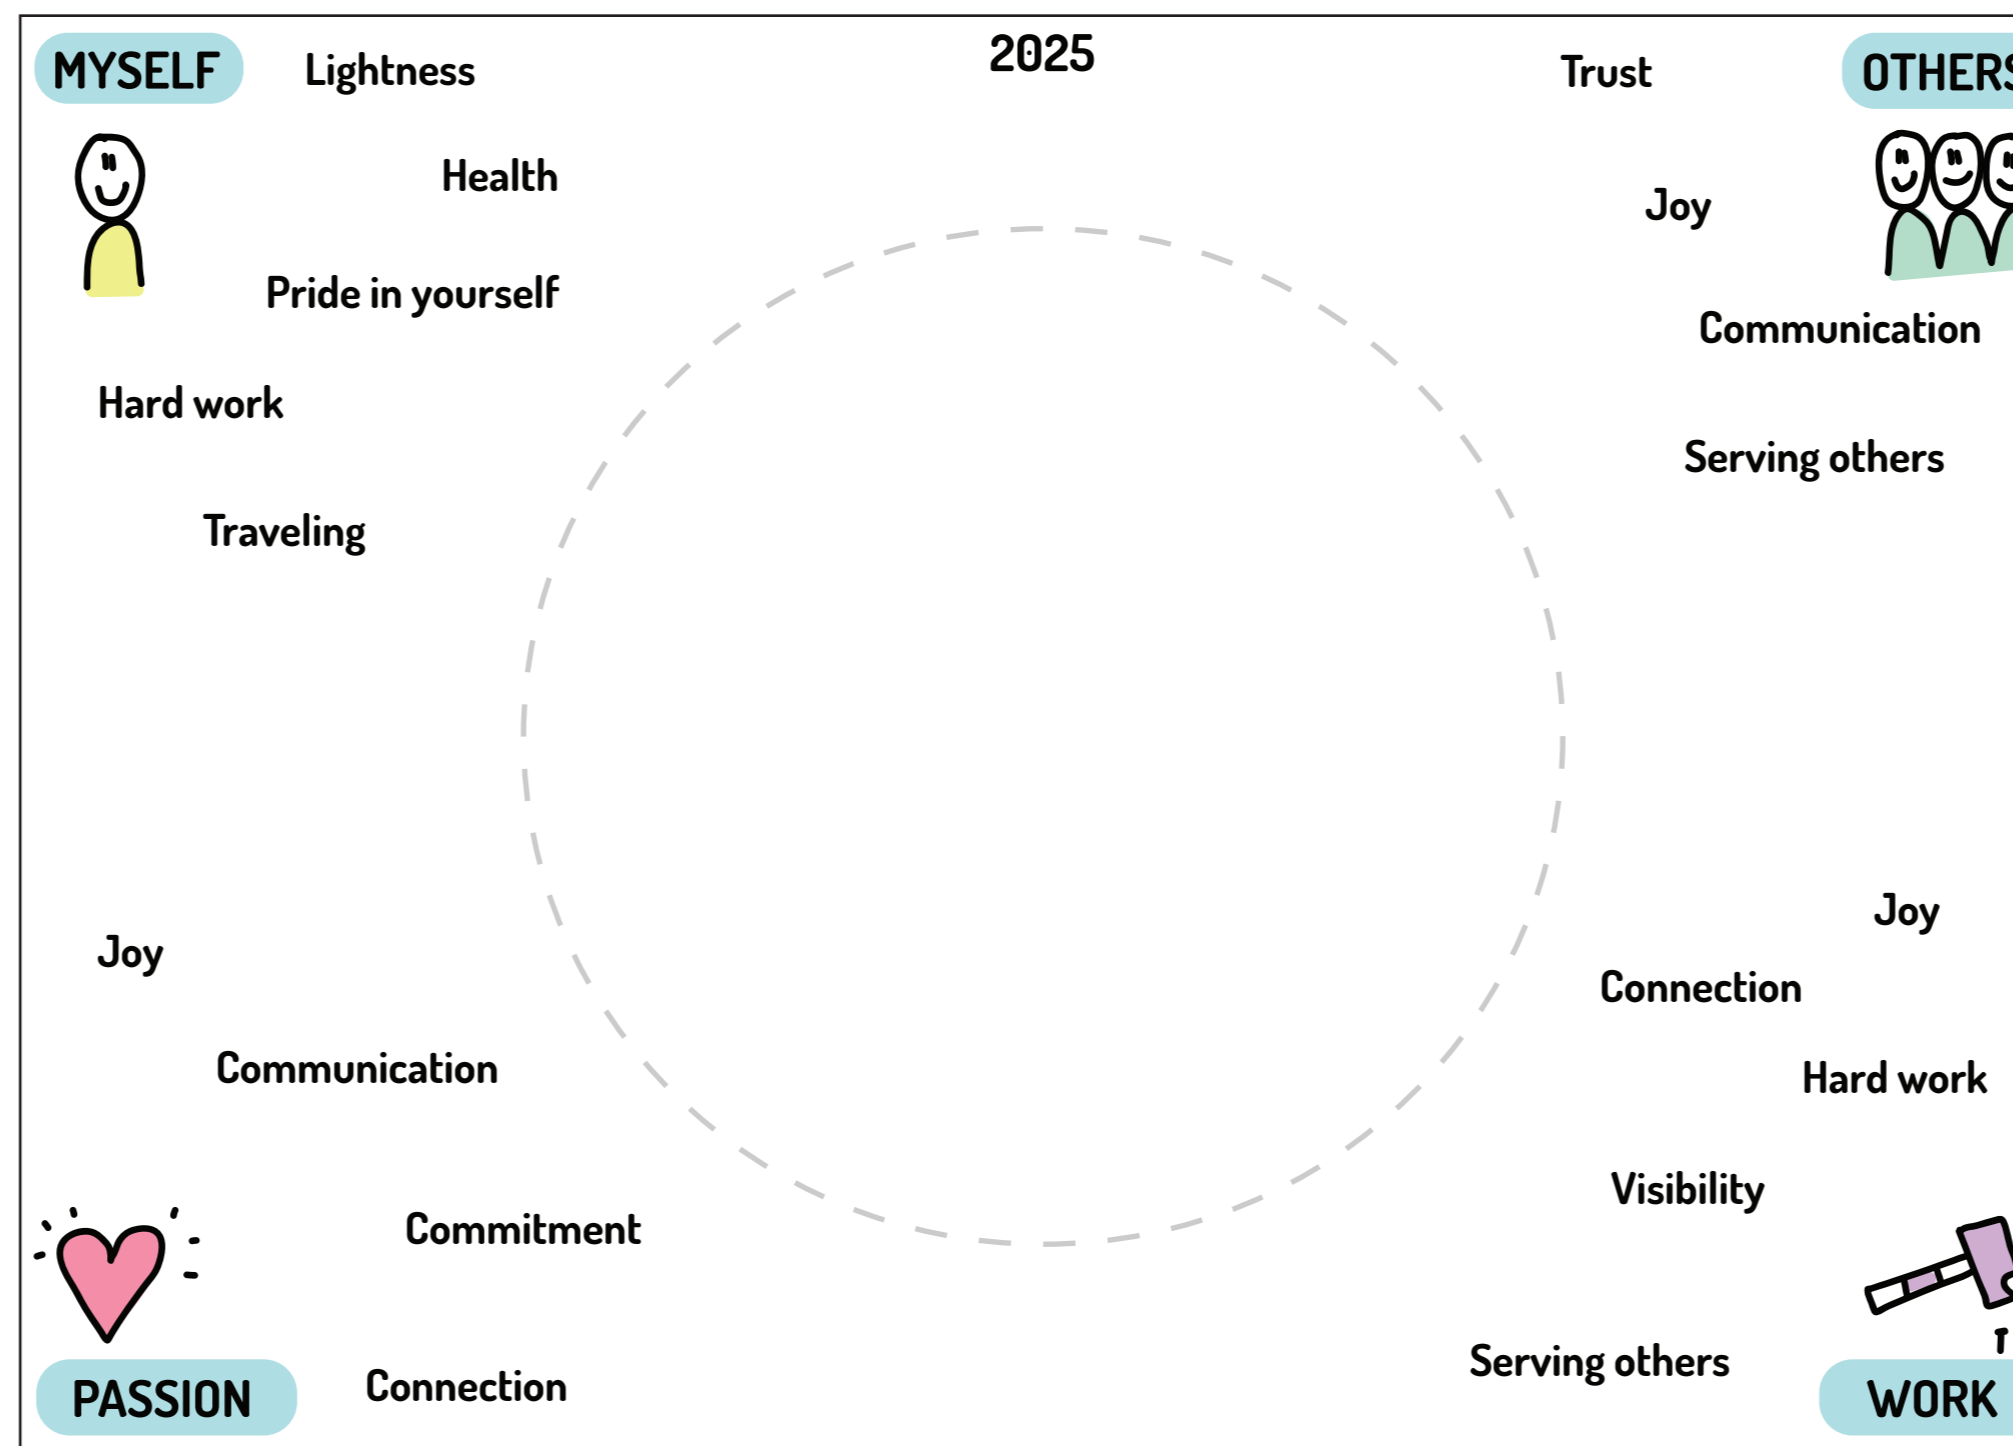 MYSELF
Lightness
2025
Trust
OTHERS
Health
Joy
Pride in yourself
Communication
Hard work
Serving others
Traveling
Joy
Joy
Connection
Communication
Hard work
Visibility
Commitment
Serving others
Connection
PASSION
WORK